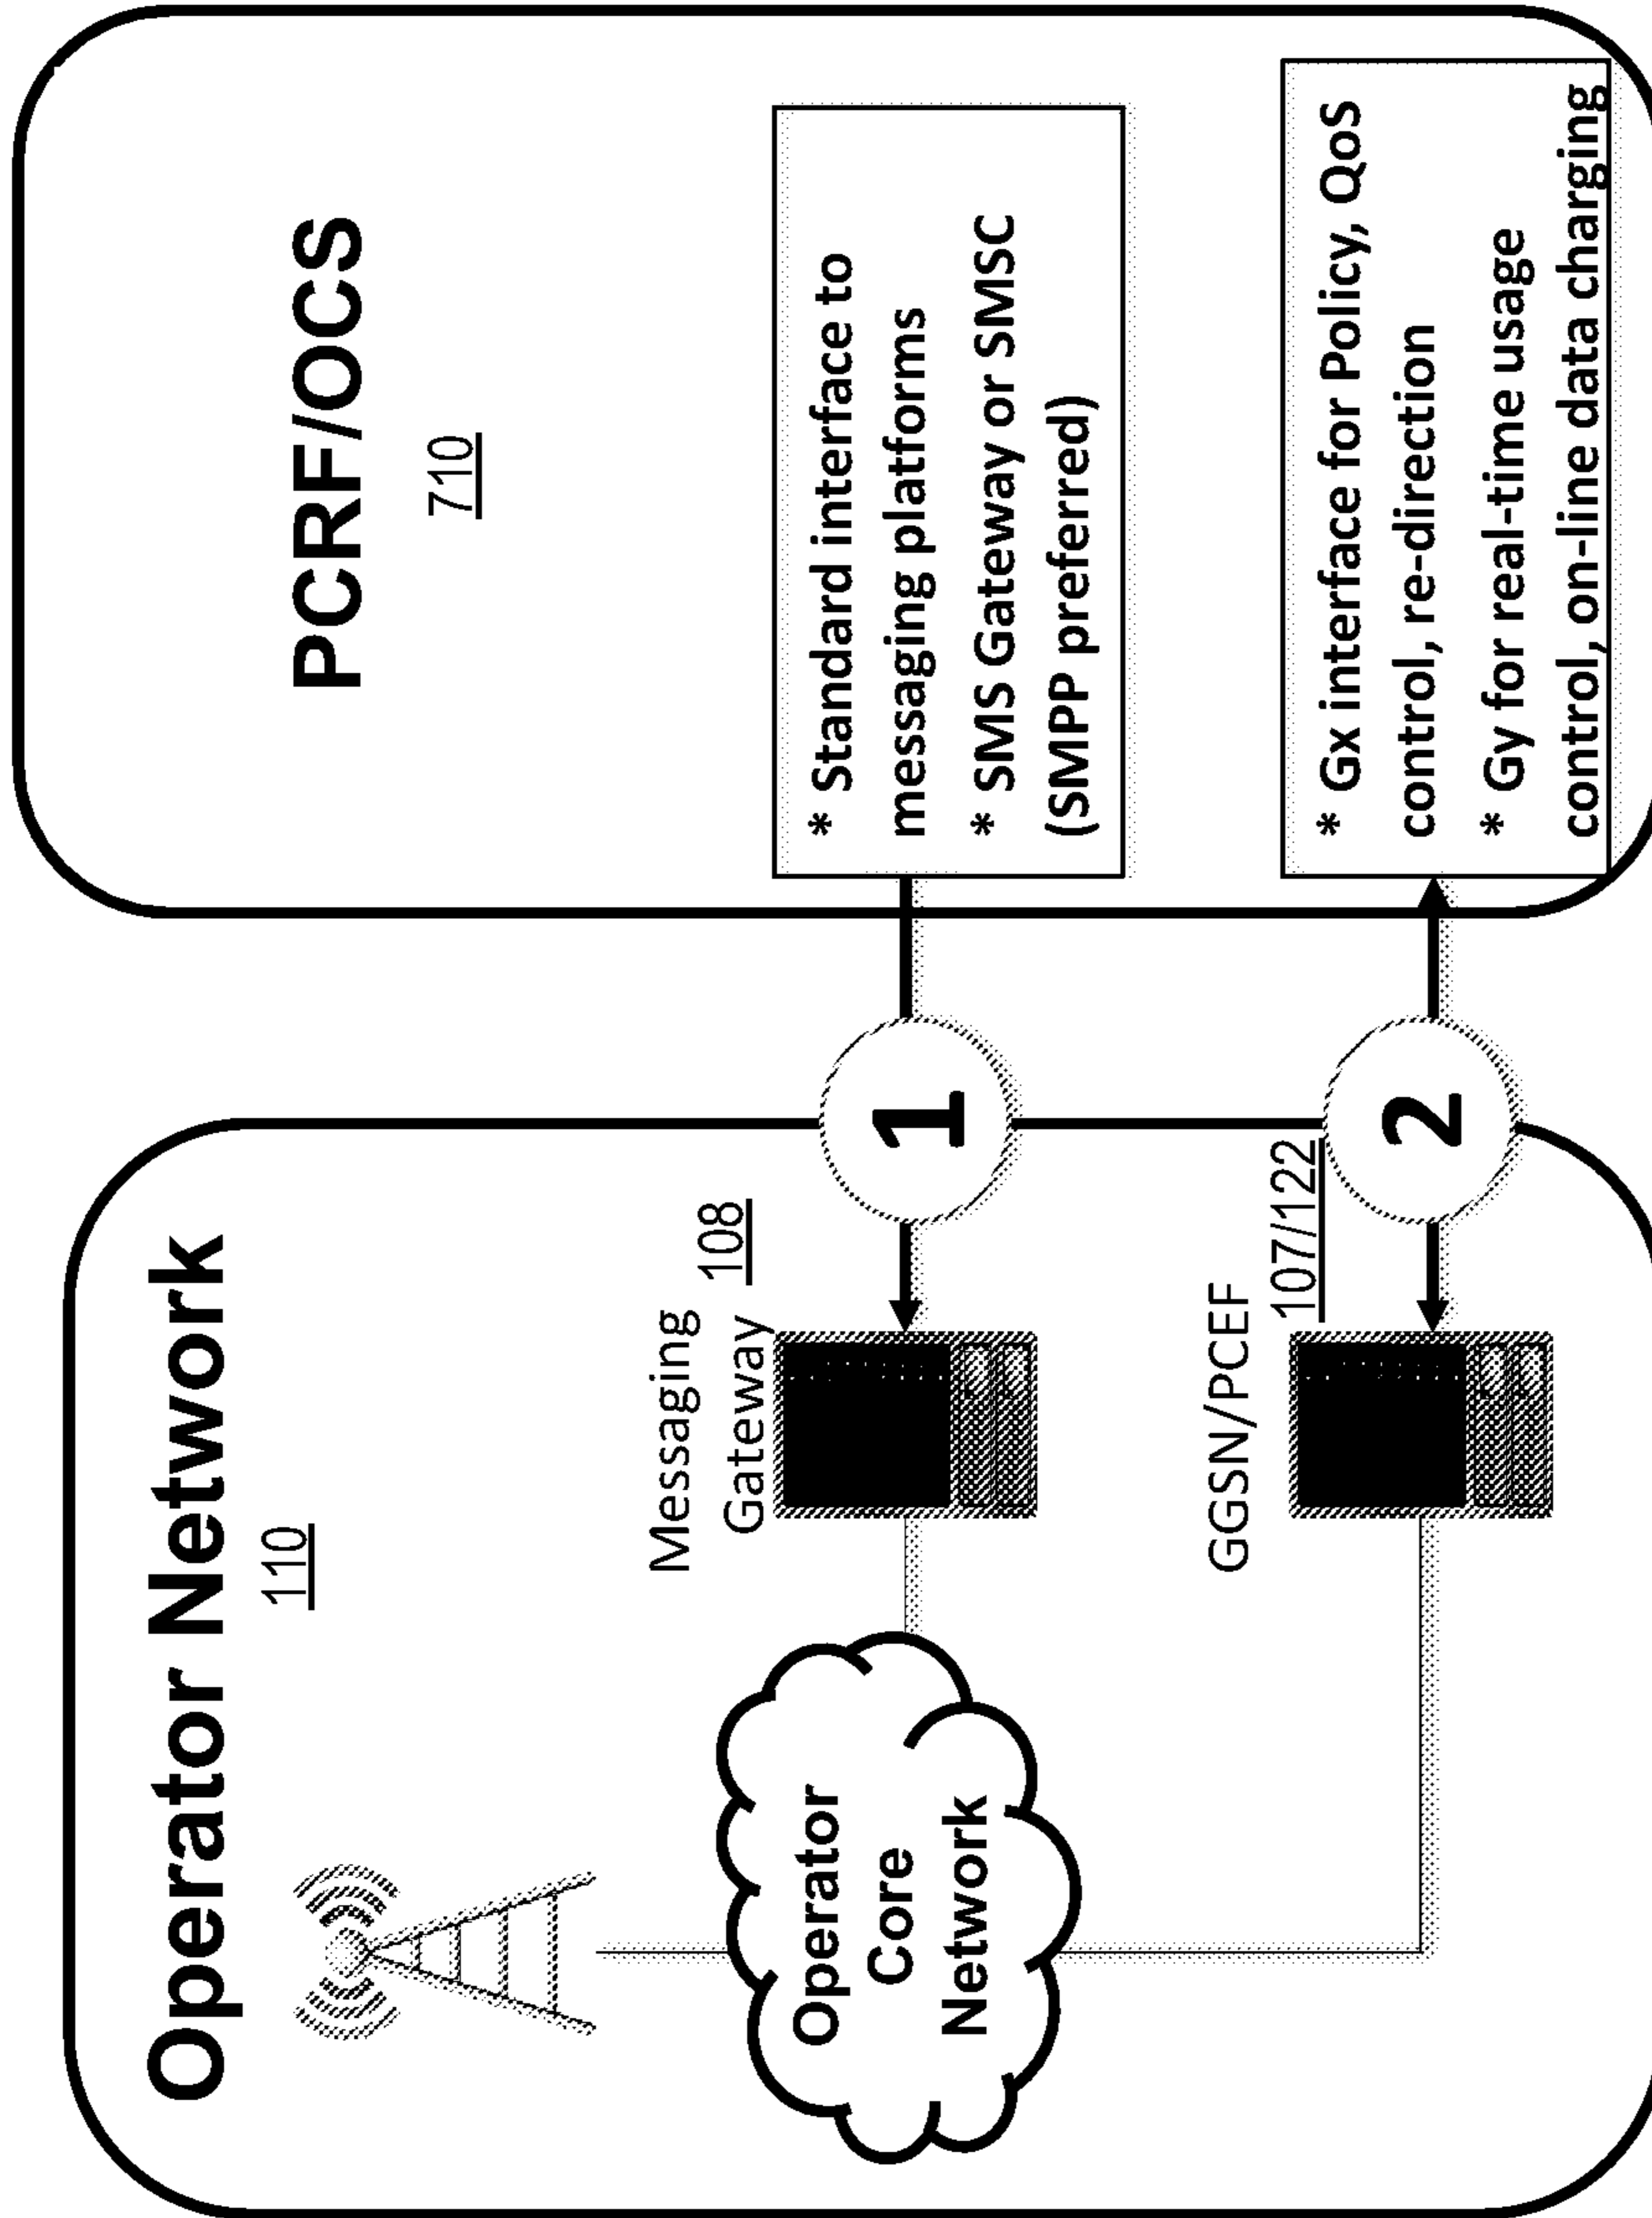 Operator Network
110
Operator
Core
Network
Messaging
Gateway
108
GGSN/PCEF
107/122
1
2
PCRF/OCS
710
* Standard interface to
messaging platforms
* SMS Gateway or SMSC
(SMPP preferred)
* Gx interface for Policy, QoS
control, re-direction
* Gy for real-time usage
control, on-line data charging